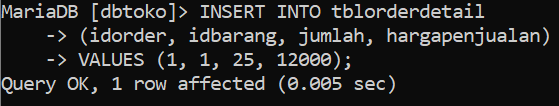 MariaDB [dbtoko]> INSERT INTO tblorderdetail
    -> (idorder, idbarang, jumlah, hargapenjualan)
    -> VALUES (1, 1, 25, 12000);
Query OK, 1 row affected (0.005 sec)